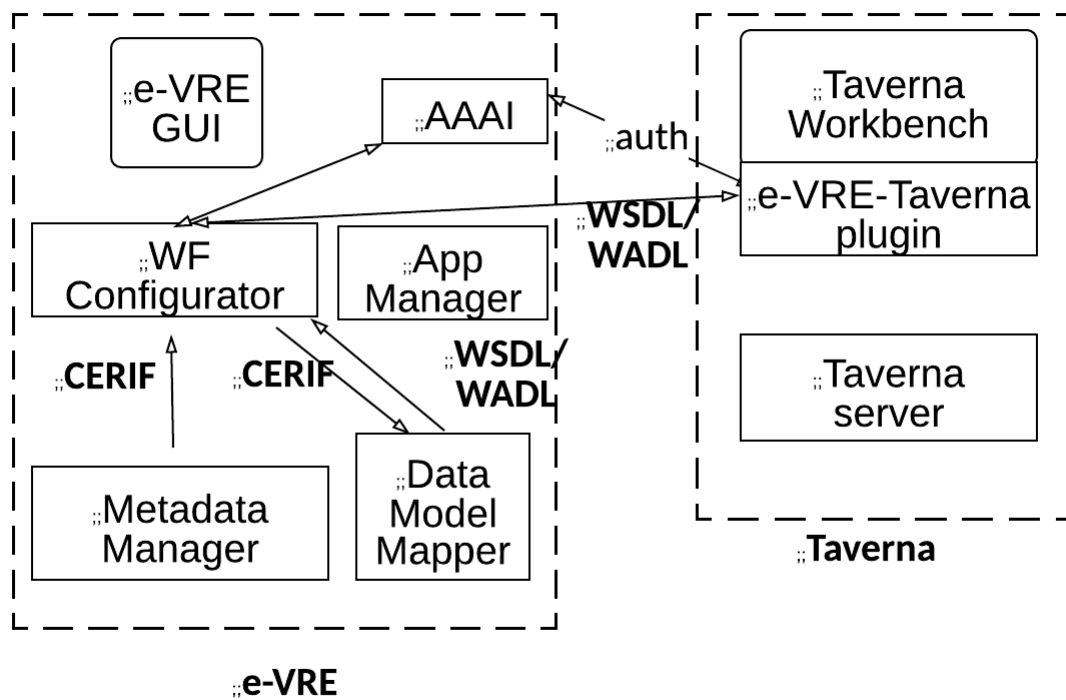 ;;e-VRE
GUI
;;AAAI
;;auth
;;Taverna
Workbench
;;e-VRE-Taverna
plugin
;;WSDL/
WADL
;;WF
Configurator
;;App
Manager
;;CERIF
;;CERIF
;;WSDL/
WADL
;;Taverna
server
;;Metadata
Manager
;;Data
Model
Mapper
;;Taverna
;;e-VRE